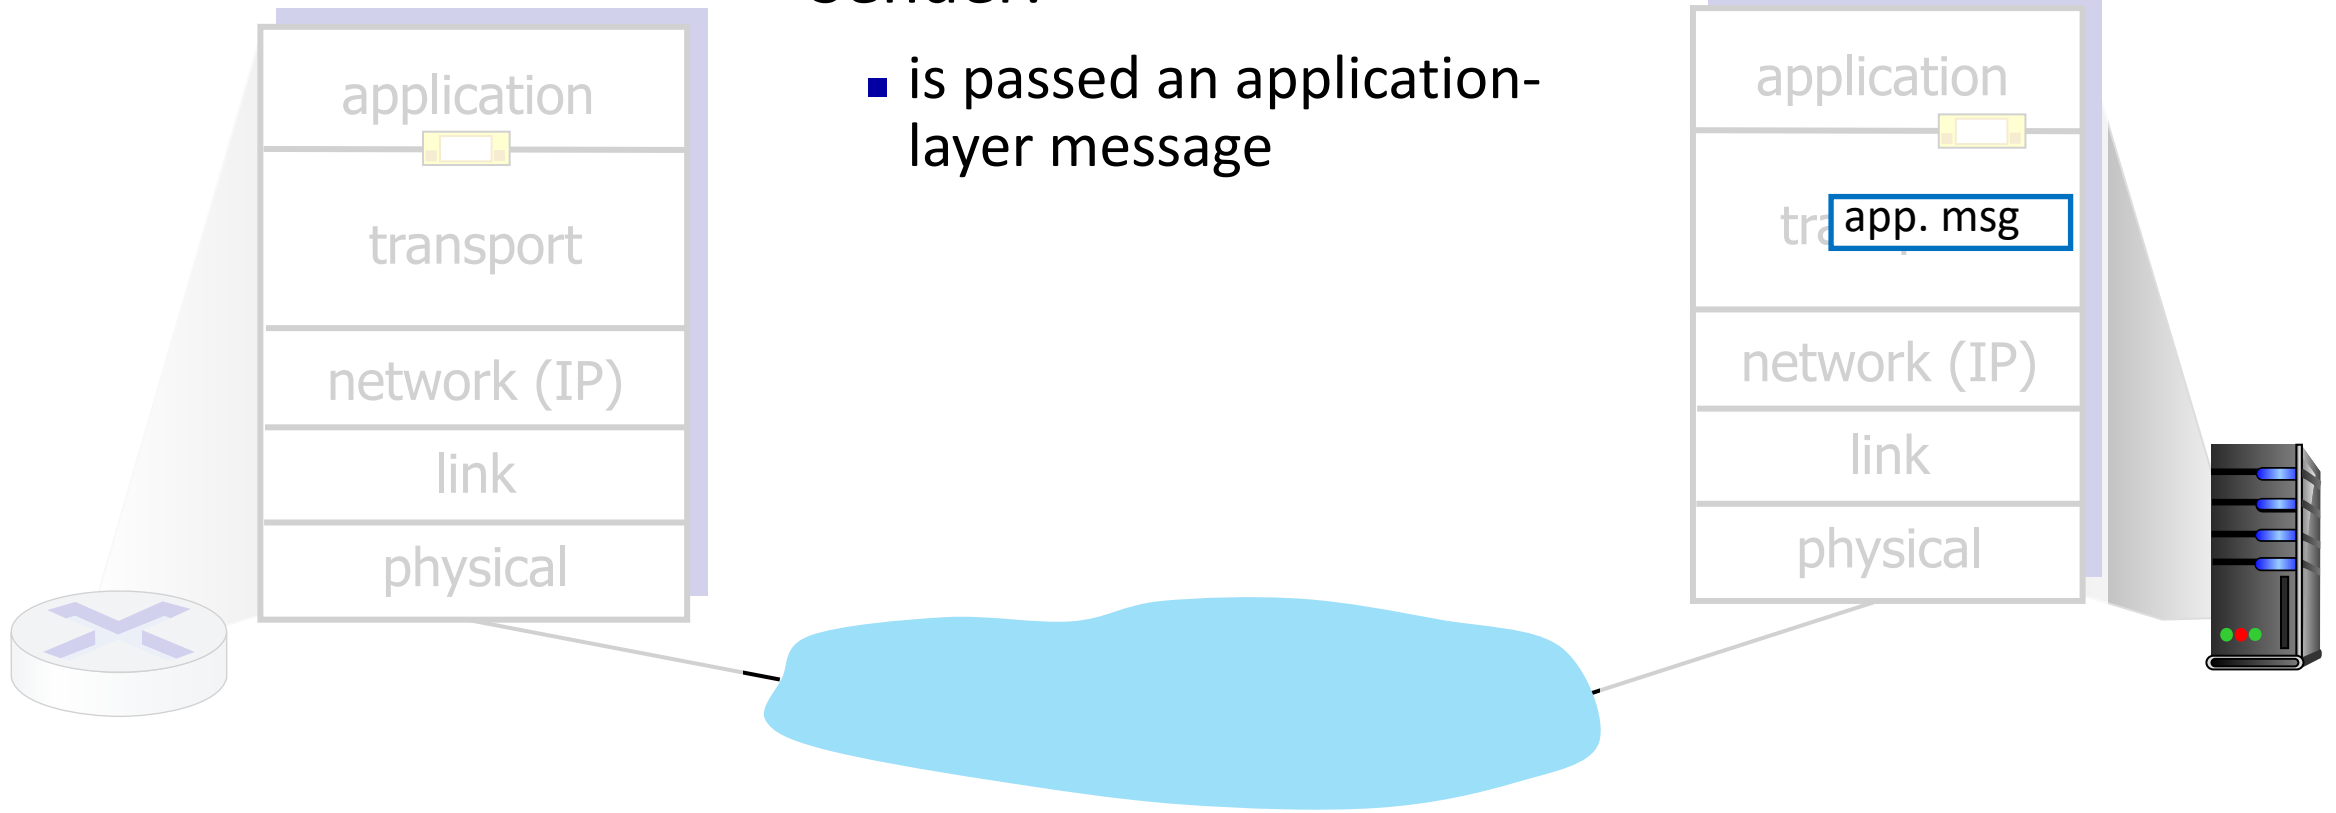 application
transport
network (IP)
link
physical
is passed an application-
layer message
application
app. msg
network (IP)
link
physical